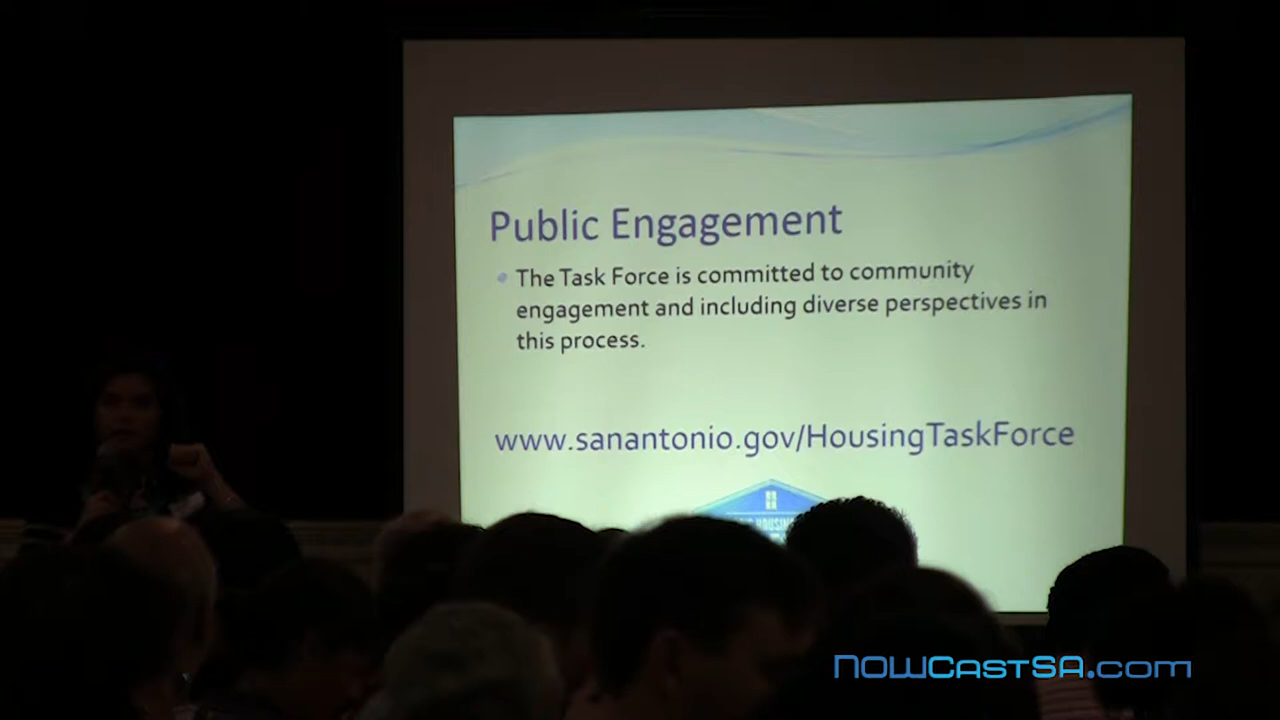 Public Engagement
The Task Force is committed to community
engagement and including diverse perspectives in
this process.
www.sanantonio.gov/HousingTaskForce
HOUSING
NOWCastSA.com